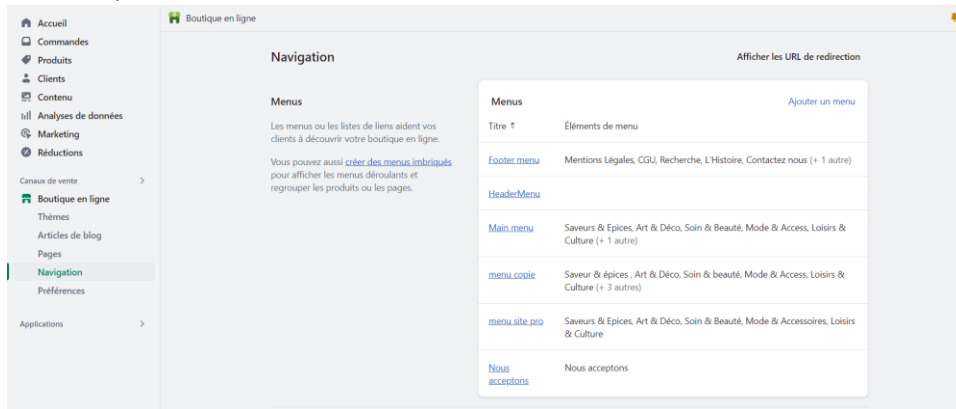 Accueil
Commandes
Produits
Clients
Contenu
Analyses de données
Marketing
Réductions
Canaux de vente
Boutique en ligne
Thèmes
Articles de blog
Pages
Navigation
Préférences
Applications
Boutique en ligne
Navigation
Afficher les URL de redirection
Menus
Les menus ou les listes de liens aident vos
clients à découvrir votre boutique en ligne.
Vous pouvez aussi créer des menus imbriqués
pour afficher les menus déroulants et
regrouper les produits ou les pages.
Menus
Ajouter un menu
Titre
Éléments de menu
Footer menu
Mentions Légales, CGU, Recherche, L'Histoire, Contactez nous (+ 1 autre)
HeaderMenu
Main menu
Saveurs & Epices, Art & Déco, Soin & Beauté, Mode & Access, Loisirs &
Culture (+ 1 autre)
menu copie
Saveur & épices , Art & Déco, Soin & beauté, Mode & Access, Loisirs &
Culture (+ 3 autres)
menu site pro
Saveurs & Epices, Art & Déco, Soin & Beauté, Mode & Accessoires, Loisirs
& Culture
Nous
acceptons
Nous acceptons